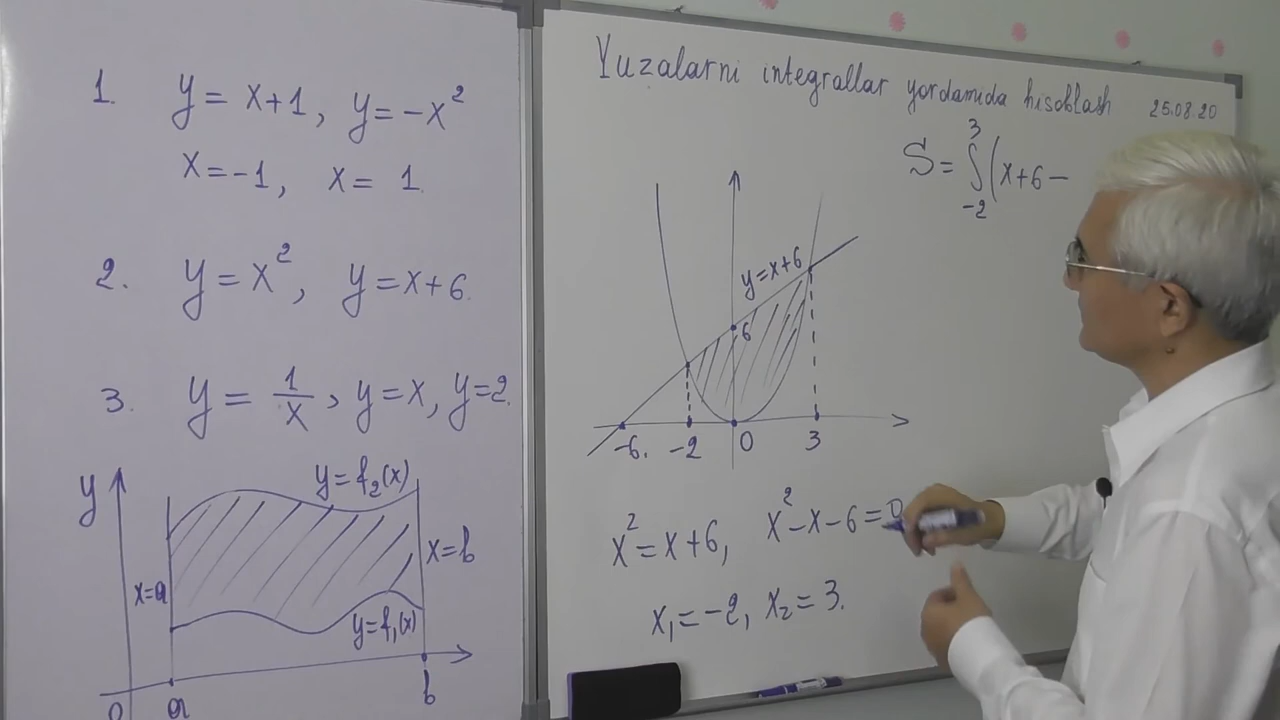 1. y = x+1, y = -x²
x = -1, x = 1.
2. y = x², y = x+6.
3. y = 1/x, y = x, y = 2.
y
y = f₂(x)
x=a
x=b
y=f₁(x)
0 a b
Yuzalarni integrallar yordamida hisoblash 25.08.20
S = ∫₋₂³ (x+6 -
y=x+6
6
-6. -2 0 3
x² = x+6, x² - x - 6 = 0
x₁ = -2, x₂ = 3.